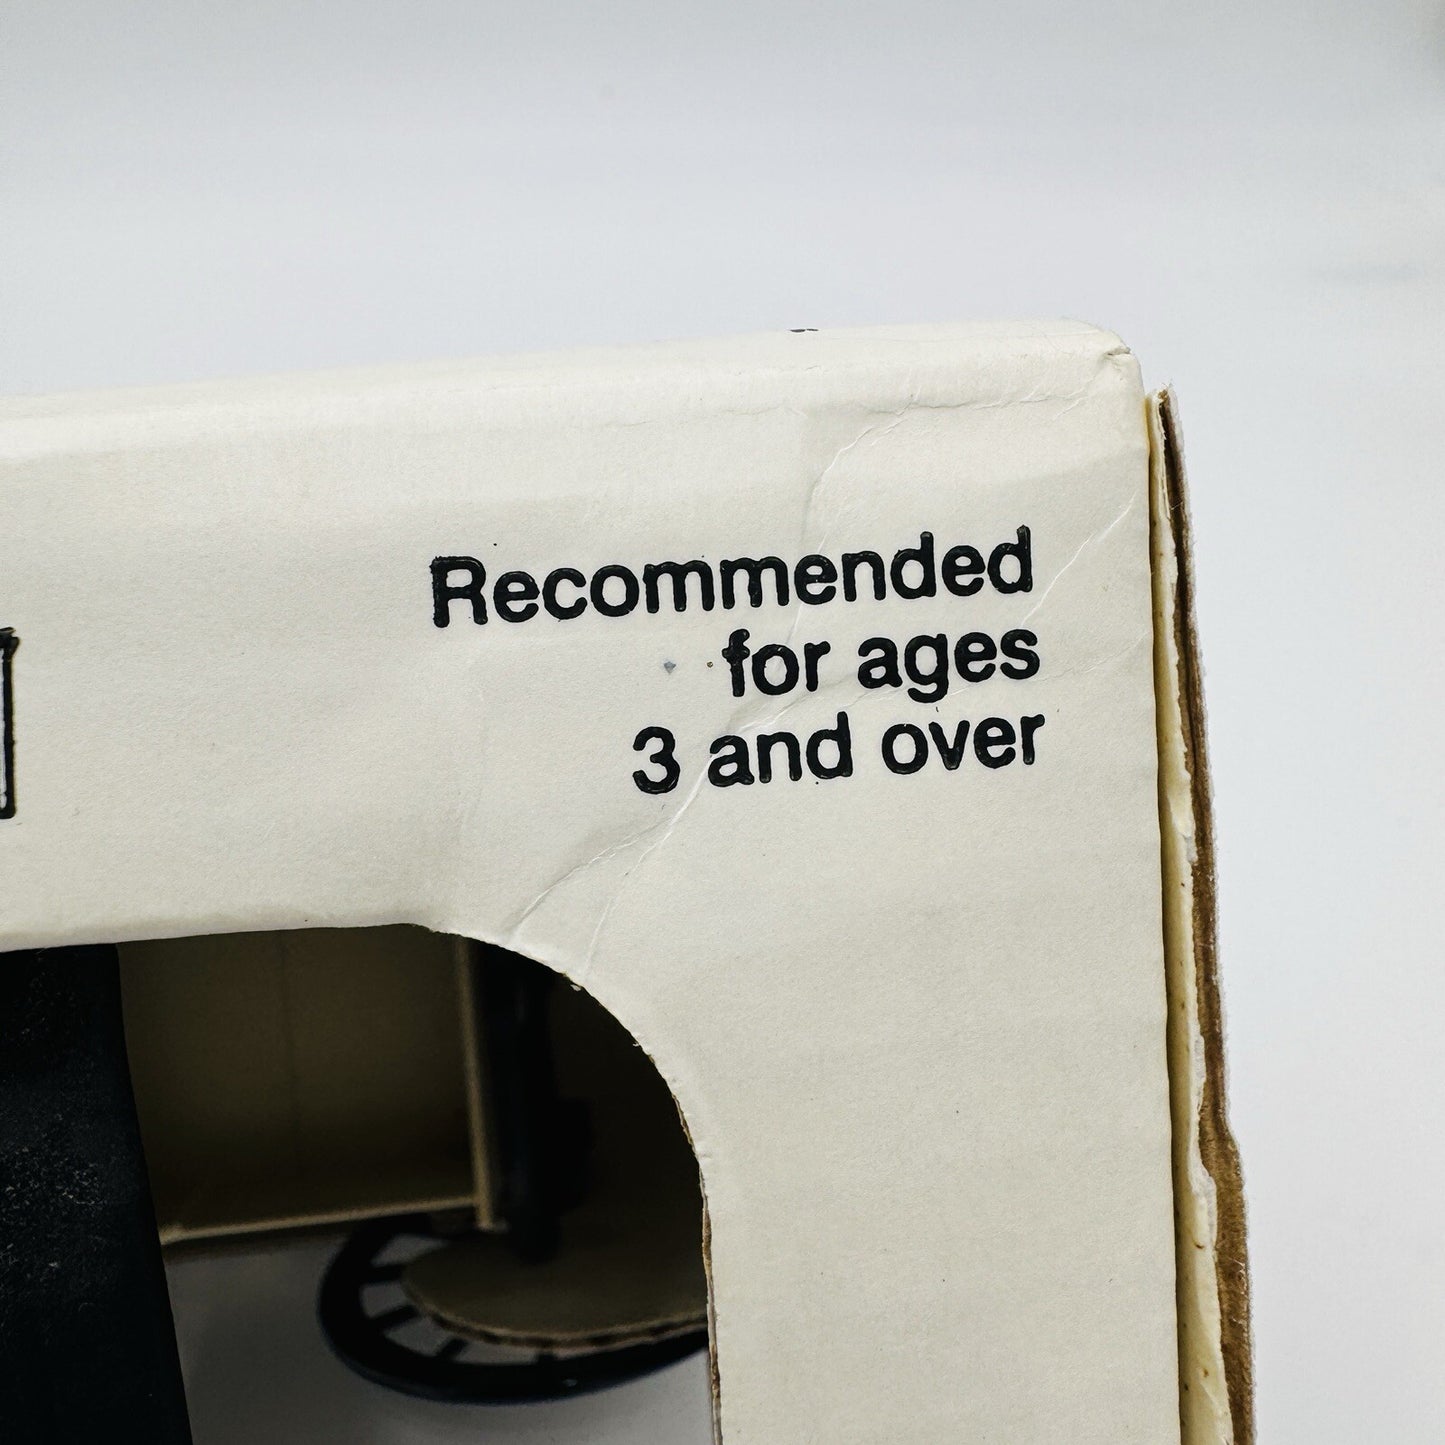 Recommended
for ages
3 and over